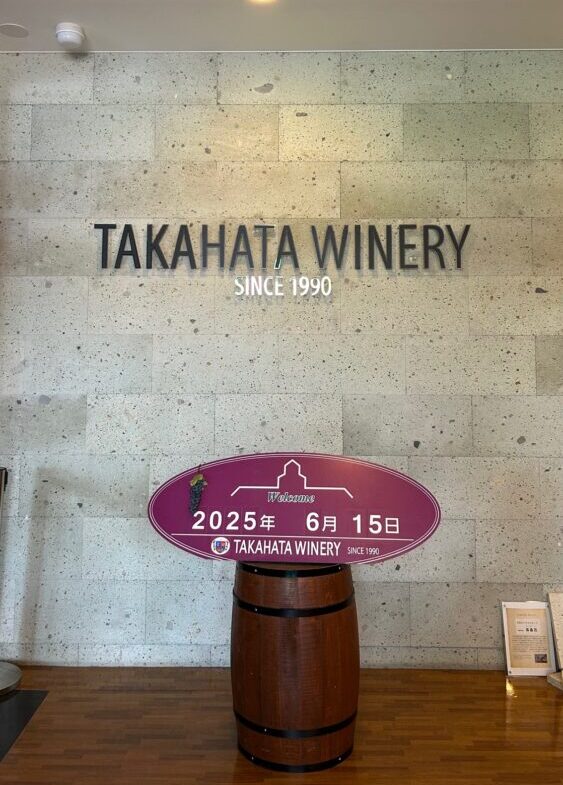 TAKAHATA WINERY
SINCE 1990
Welcome
2025年 6月 15日
TAKAHATA WINERY SINCE 1990